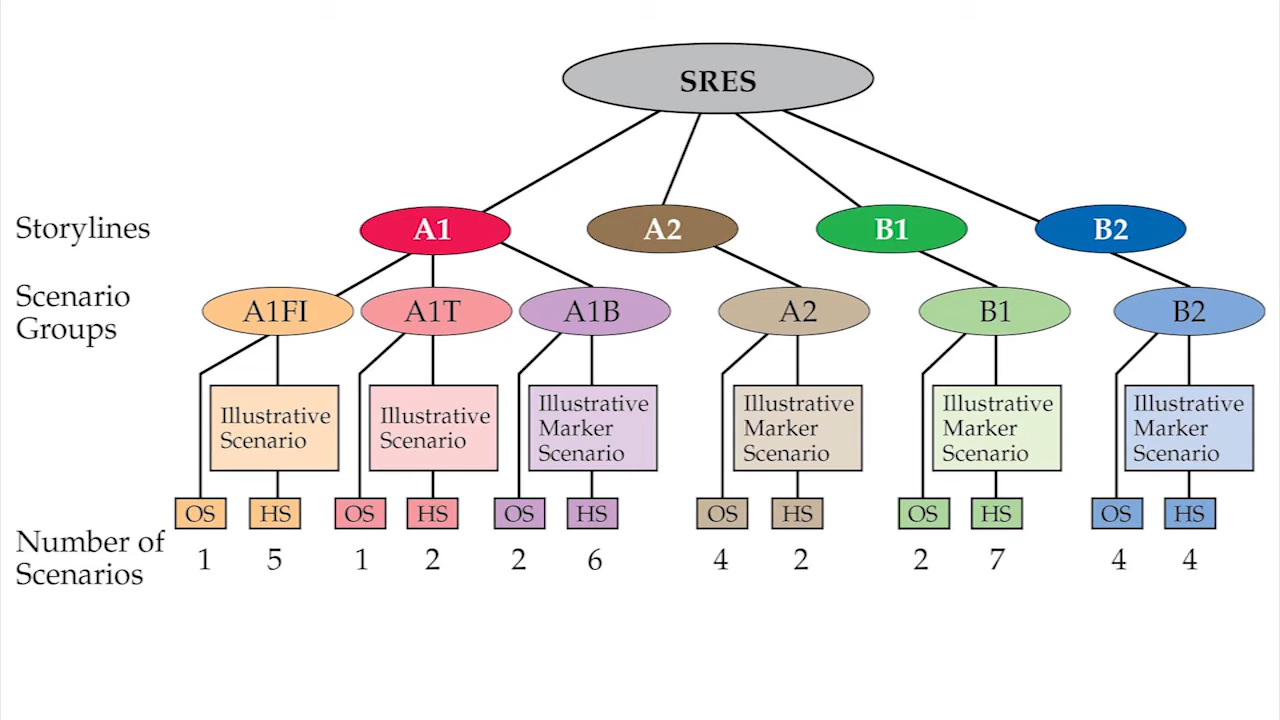 SRES
Storylines
A1 A2 B1 B2
Scenario
Groups
A1FI A1T A1B A2 B1 B2
Illustrative
Scenario
Illustrative
Scenario
Illustrative
Marker
Scenario
Illustrative
Marker
Scenario
Illustrative
Marker
Scenario
Illustrative
Marker
Scenario
OS HS OS HS OS HS OS HS OS HS OS HS
Number of
Scenarios
1 5 1 2 2 6 4 2 2 7 4 4